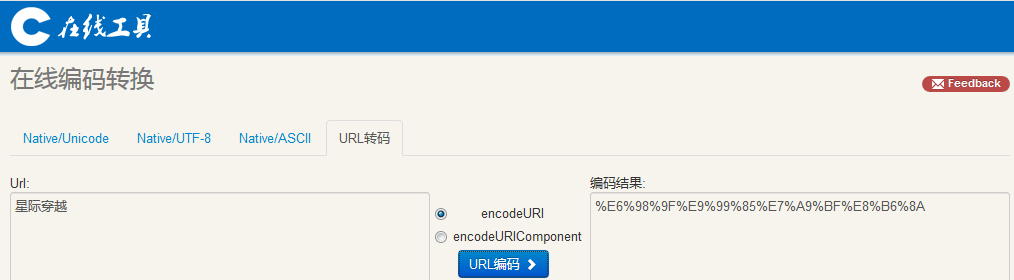 在线工具
在线编码转换
Feedback
Native/Unicode Native/UTF-8 Native/ASCII URL转码
Url:
编码结果:
星际穿越
encodeURI
encodeURIComponent
URL编码
%E6%98%9F%E9%99%85%E7%A9%BF%E8%B6%8A